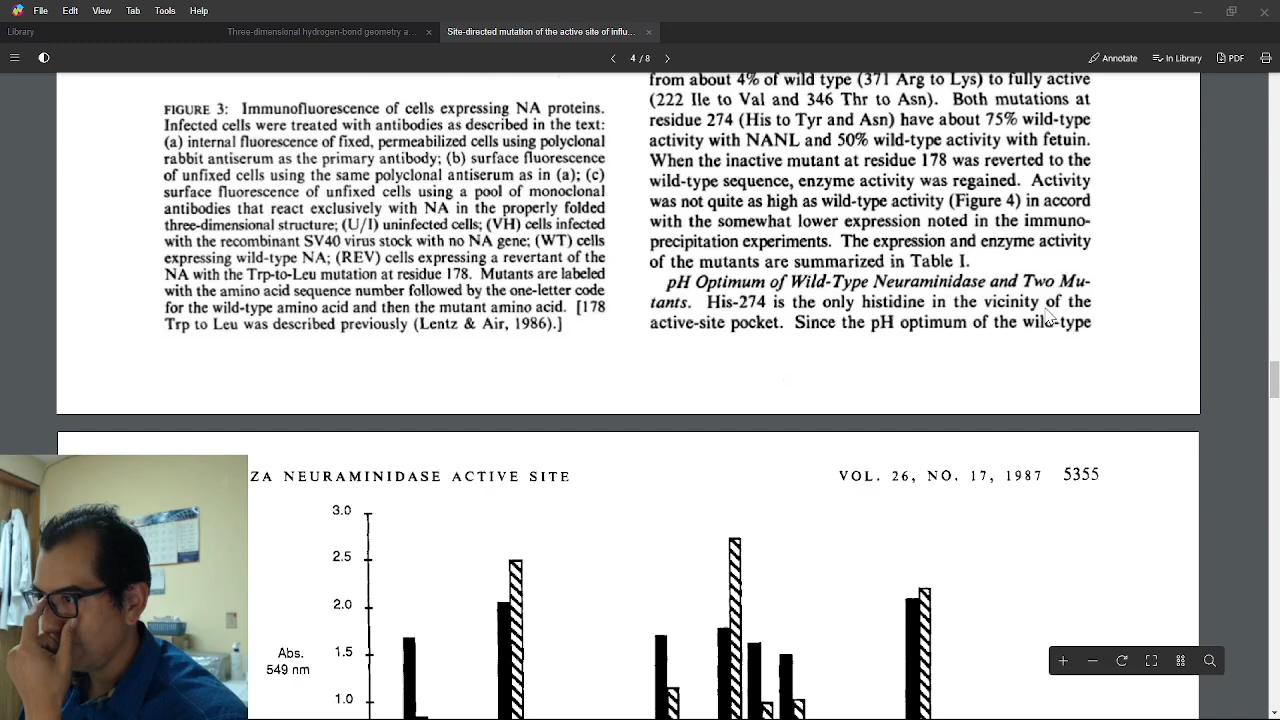 File Edit View Tab Tools Help
Library
Three-dimensional hydrogen-bond geometry a...
Site-directed mutation of the active site of influ...
4 / 8
Annotate
In Library
PDF
FIGURE 3: Immunofluorescence of cells expressing NA proteins.
Infected cells were treated with antibodies as described in the text:
(a) internal fluorescence of fixed, permeabilized cells using polyclonal
rabbit antiserum as the primary antibody; (b) surface fluorescence
of unfixed cells using the same polyclonal antiserum as in (a); (c)
surface fluorescence of unfixed cells using a pool of monoclonal
antibodies that react exclusively with NA in the properly folded
three-dimensional structure; (U/I) uninfected cells; (VH) cells infected
with the recombinant SV40 virus stock with no NA gene; (WT) cells
expressing wild-type NA; (REV) cells expressing a revertant of the
NA with the Trp-to-Leu mutation at residue 178. Mutants are labeled
with the amino acid sequence number followed by the one-letter code
for the wild-type amino acid and then the mutant amino acid. [178
Trp to Leu was described previously (Lentz & Air, 1986).]
from about 4% of wild type (371 Arg to Lys) to fully active
(222 Ile to Val and 346 Thr to Asn). Both mutations at
residue 274 (His to Tyr and Asn) have about 75% wild-type
activity with NANL and 50% wild-type activity with fetuin.
When the inactive mutant at residue 178 was reverted to the
wild-type sequence, enzyme activity was regained. Activity
was not quite as high as wild-type activity (Figure 4) in accord
with the somewhat lower expression noted in the immuno-
precipitation experiments. The expression and enzyme activity
of the mutants are summarized in Table I.
pH Optimum of Wild-Type Neuraminidase and Two Mu-
tants. His-274 is the only histidine in the vicinity of the
active-site pocket. Since the pH optimum of the wild-type
ZA NEURAMINIDASE ACTIVE SITE
VOL. 26, NO. 17, 1987 5355
3.0
2.5
2.0
1.5
1.0
Abs.
549 nm